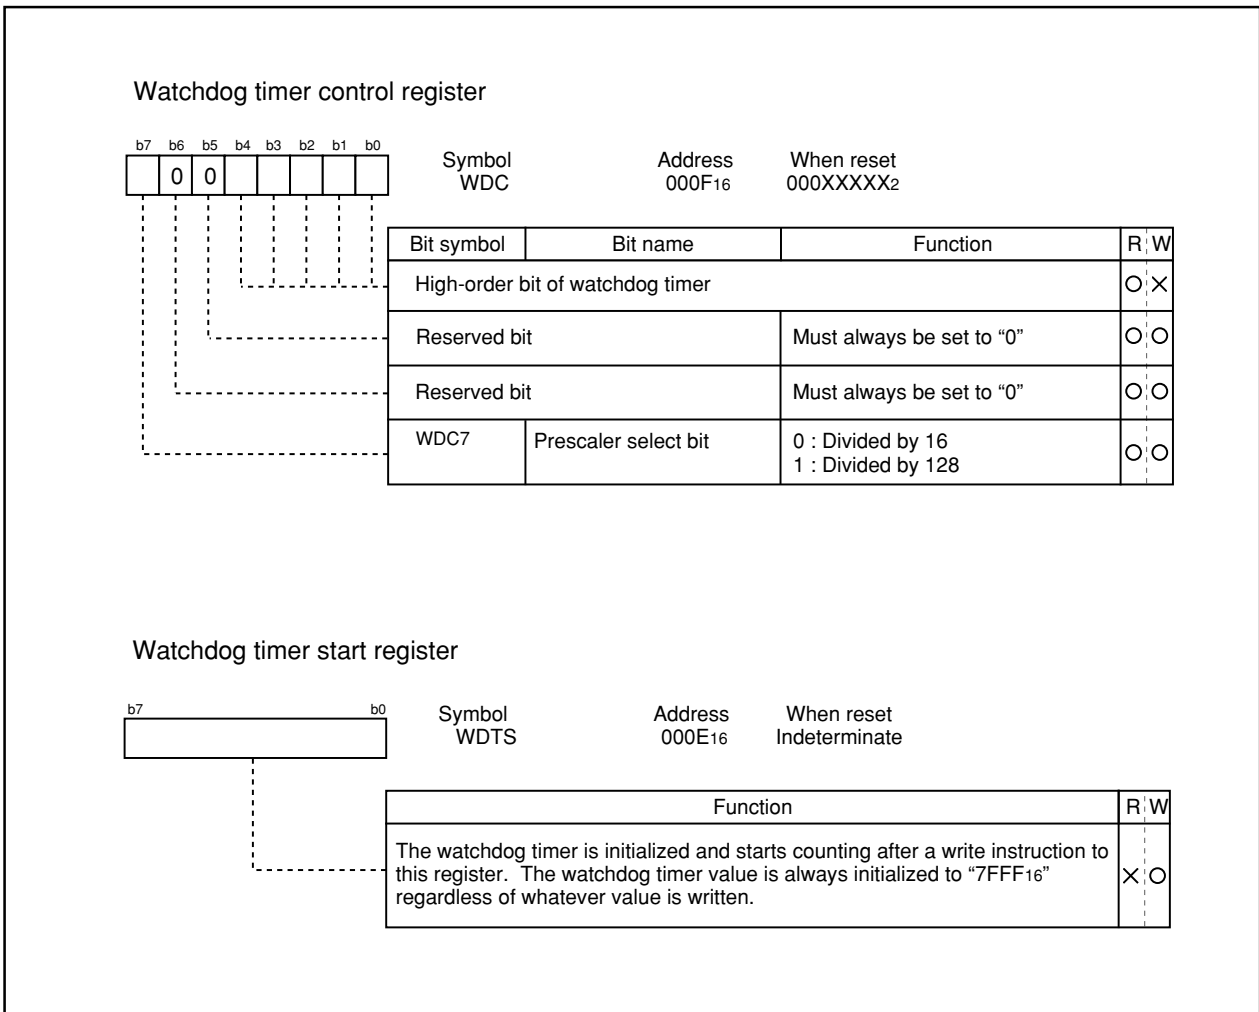 Watchdog timer control register
b7 b6 b5 b4 b3 b2 b1 b0
0 0
Symbol Address When reset
WDC 000F16 000XXXXX2
Bit symbol Bit name Function R W
High-order bit of watchdog timer
Reserved bit Must always be set to “0”
Reserved bit Must always be set to “0”
WDC7 Prescaler select bit 0 : Divided by 16
1 : Divided by 128
Watchdog timer start register
b7 b0
Symbol Address When reset
WDTS 000E16 Indeterminate
Function R W
The watchdog timer is initialized and starts counting after a write instruction to
this register. The watchdog timer value is always initialized to “7FFF16”
regardless of whatever value is written.